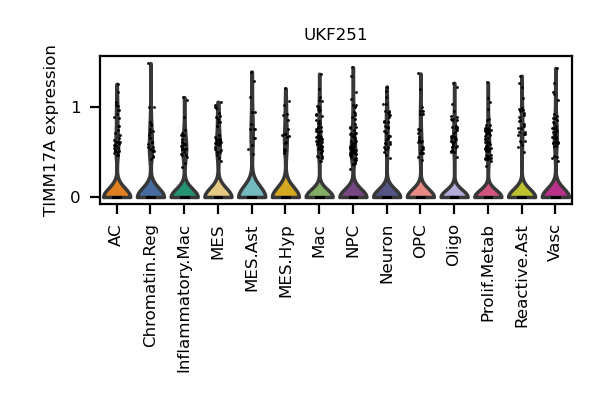 UKF251
TIMM17A expression
1
0
AC
Chromatin.Reg
Inflammatory.Mac
MES
MES.Ast
MES.Hyp
Mac
NPC
Neuron
OPC
Oligo
Prolif.Metab
Reactive.Ast
Vasc